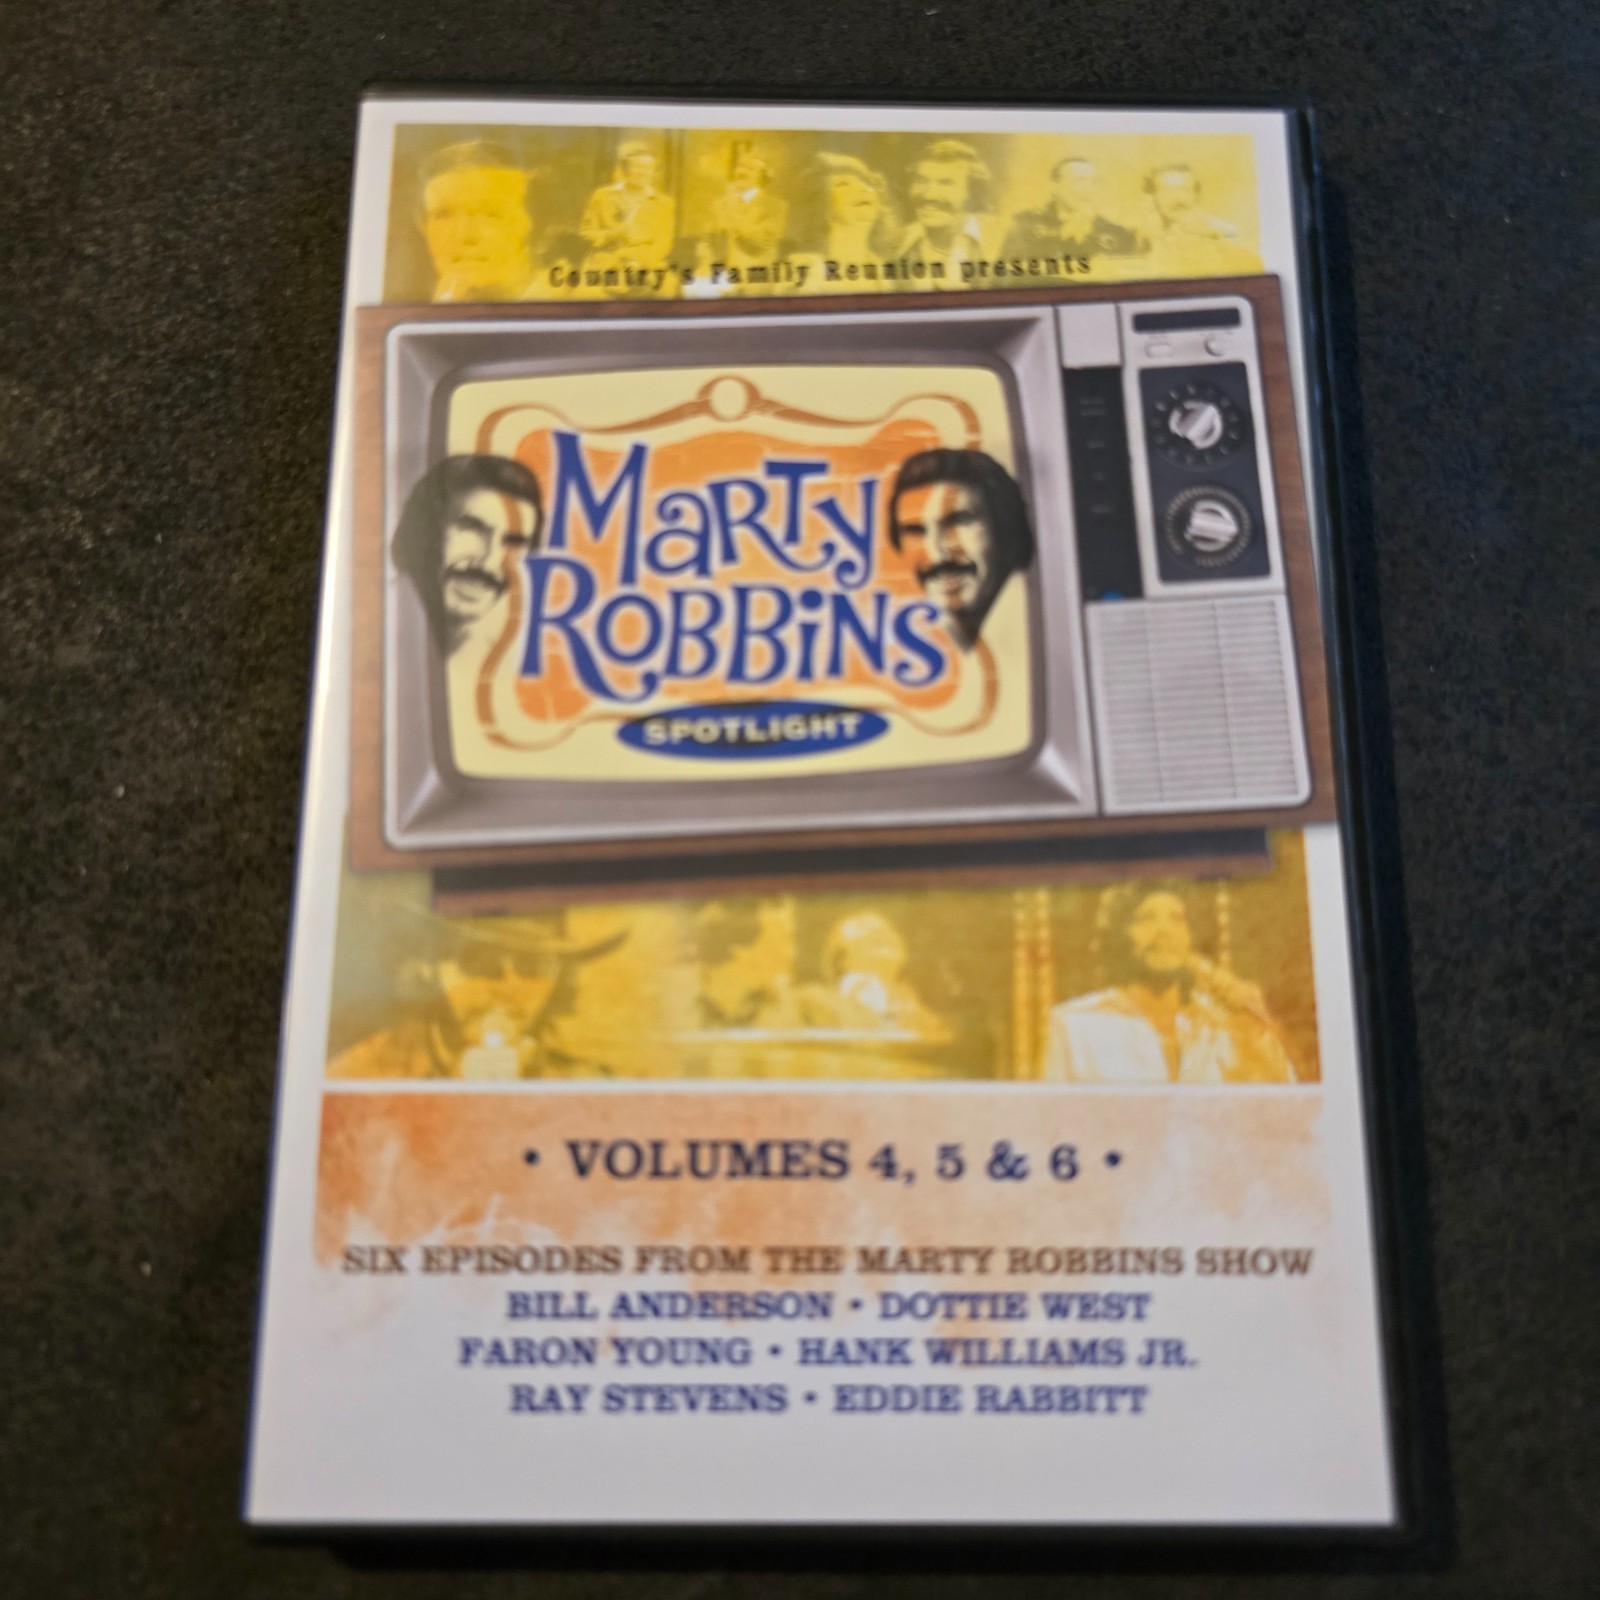 Country's Family Reunion presents
MARTY
ROBBiNS
SPOTLIGHT
• VOLUMES 4, 5 & 6 •
SIX EPISODES FROM THE MARTY ROBBINS SHOW
BILL ANDERSON • DOTTIE WEST
FARON YOUNG • HANK WILLIAMS JR.
RAY STEVENS • EDDIE RABBITT